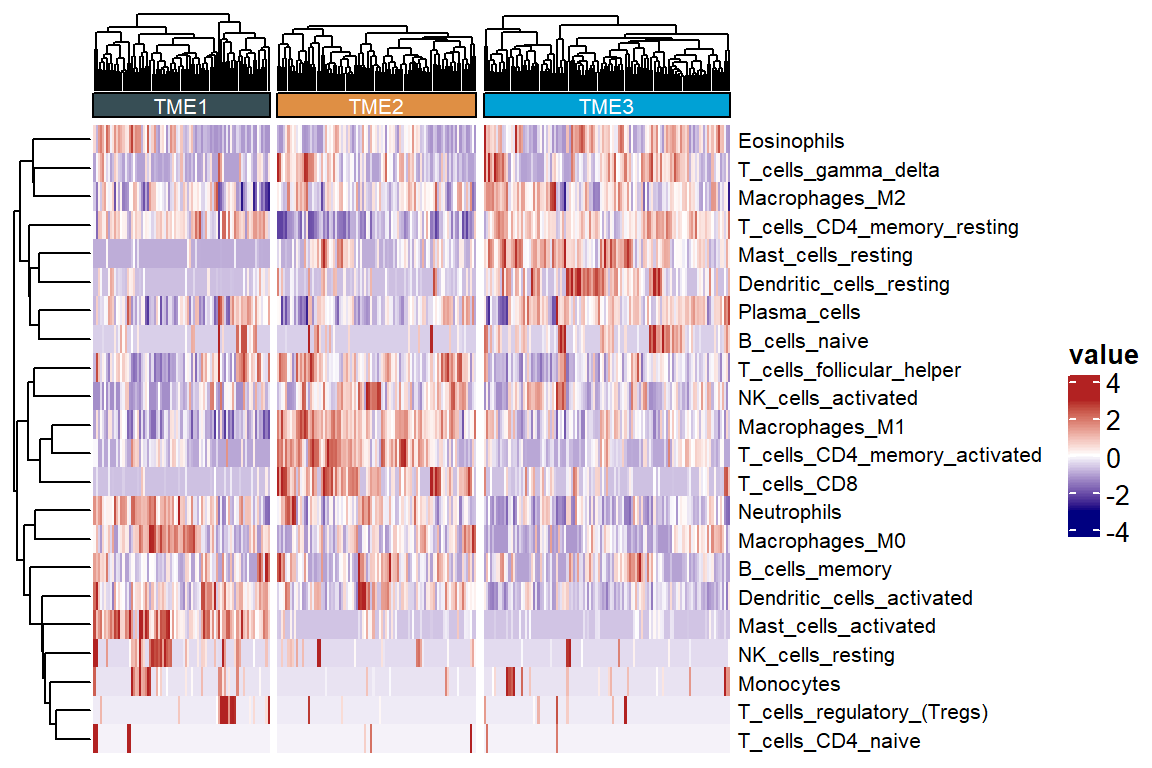 TME1 TME2 TME3
Eosinophils
T_cells_gamma_delta
Macrophages_M2
T_cells_CD4_memory_resting
Mast_cells_resting
Dendritic_cells_resting
Plasma_cells
B_cells_naive
T_cells_follicular_helper
NK_cells_activated
Macrophages_M1
T_cells_CD4_memory_activated
T_cells_CD8
Neutrophils
Macrophages_M0
B_cells_memory
Dendritic_cells_activated
Mast_cells_activated
NK_cells_resting
Monocytes
T_cells_regulatory_(Tregs)
T_cells_CD4_naive
value
4
2
0
-2
-4